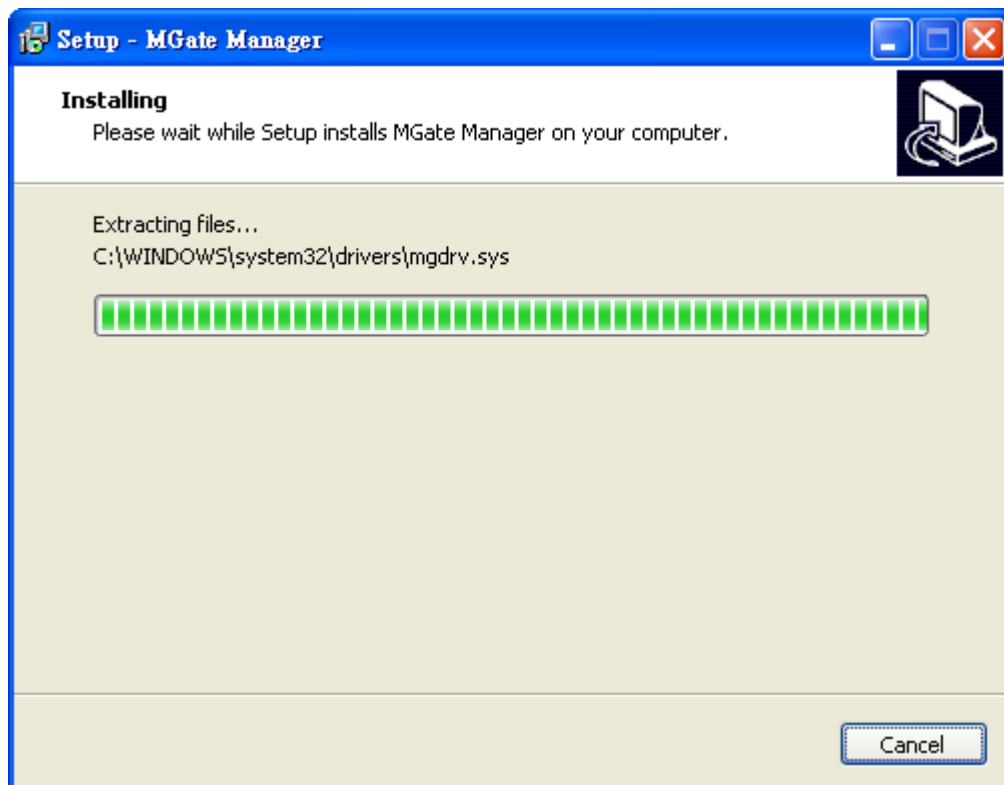 Setup - MGate Manager
Installing
Please wait while Setup installs MGate Manager on your computer.
Extracting files...
C:\WINDOWS\system32\drivers\mgdrv.sys
Cancel